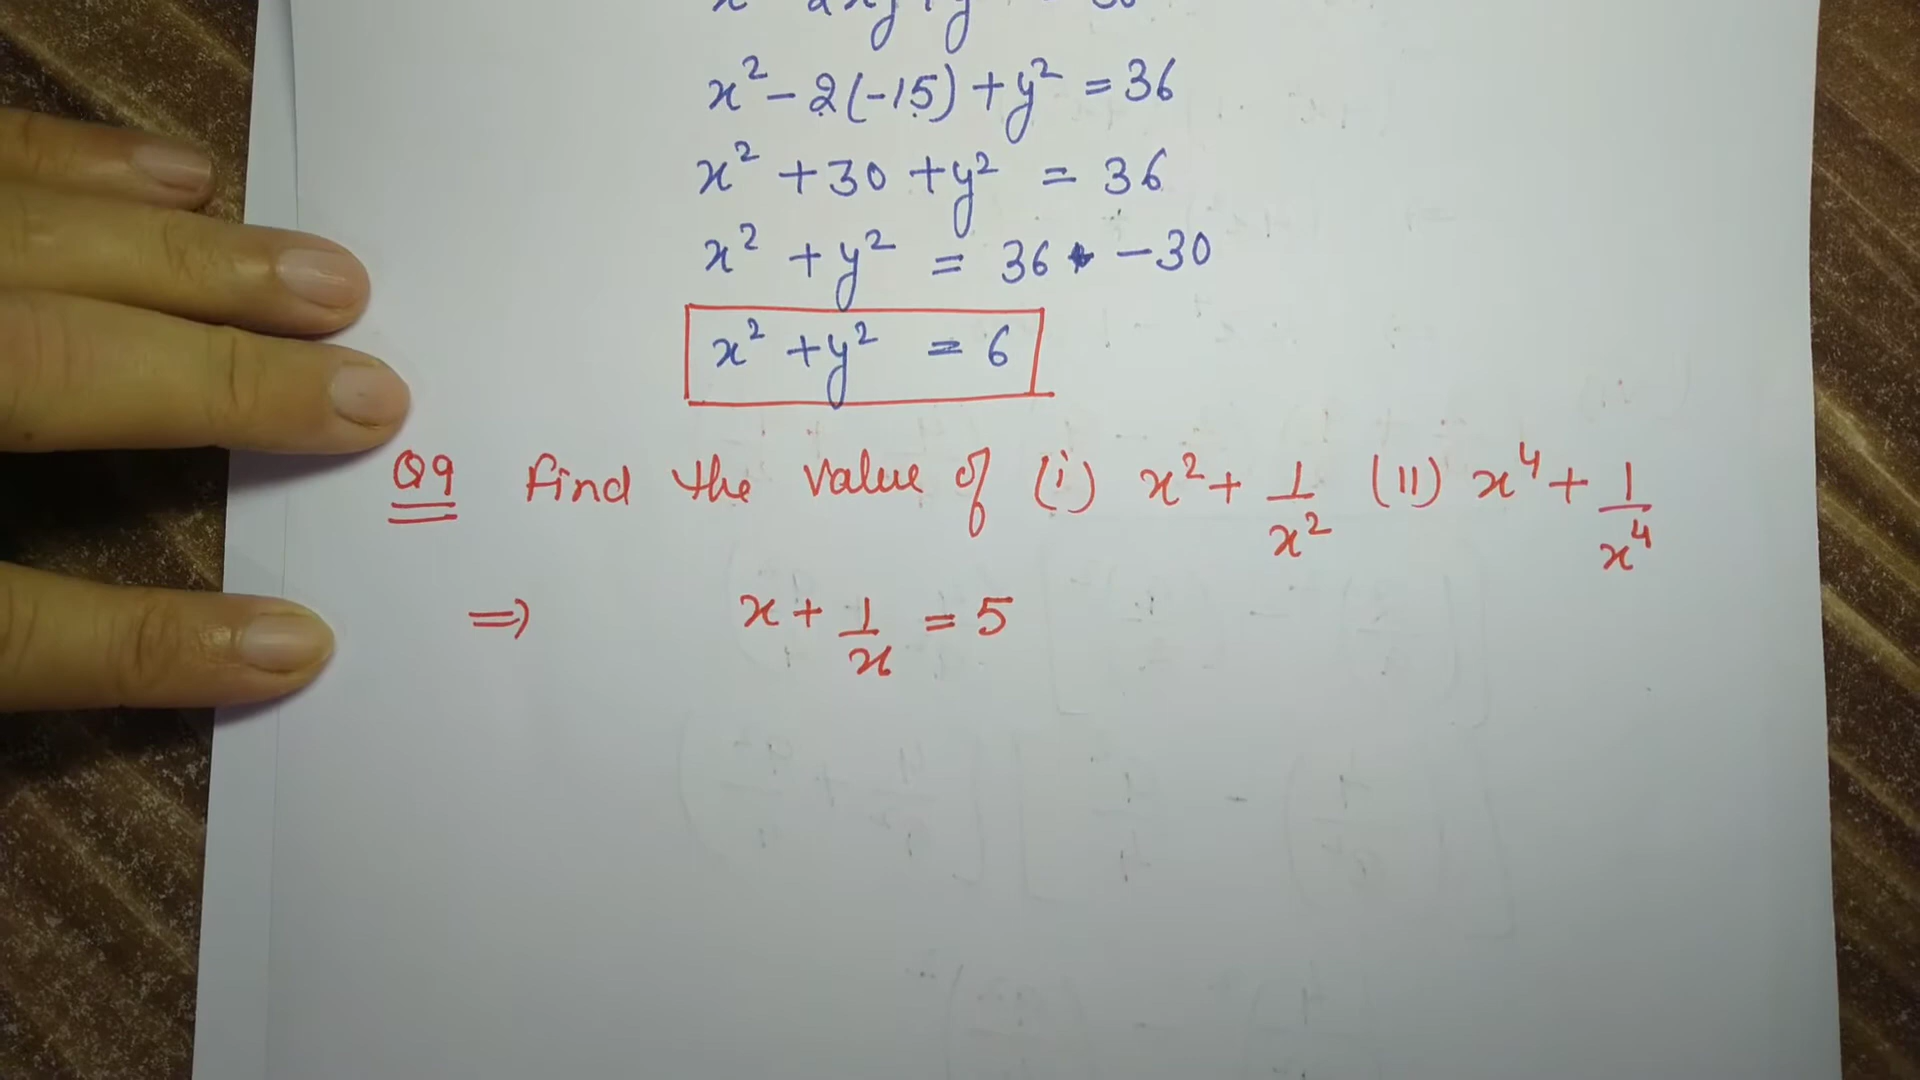 x² - 2(-15) + y² = 36
x² + 30 + y² = 36
x² + y² = 36 - 30
x² + y² = 6
Q9 Find the value of (i) x² + 1/x² (II) x⁴ + 1/x⁴
⇒ x + 1/x = 5